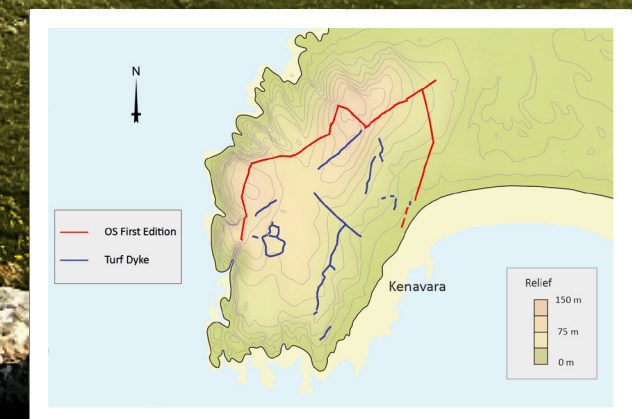 N
OS First Edition
Turf Dyke
Kenavara
Relief
150 m
75 m
0 m